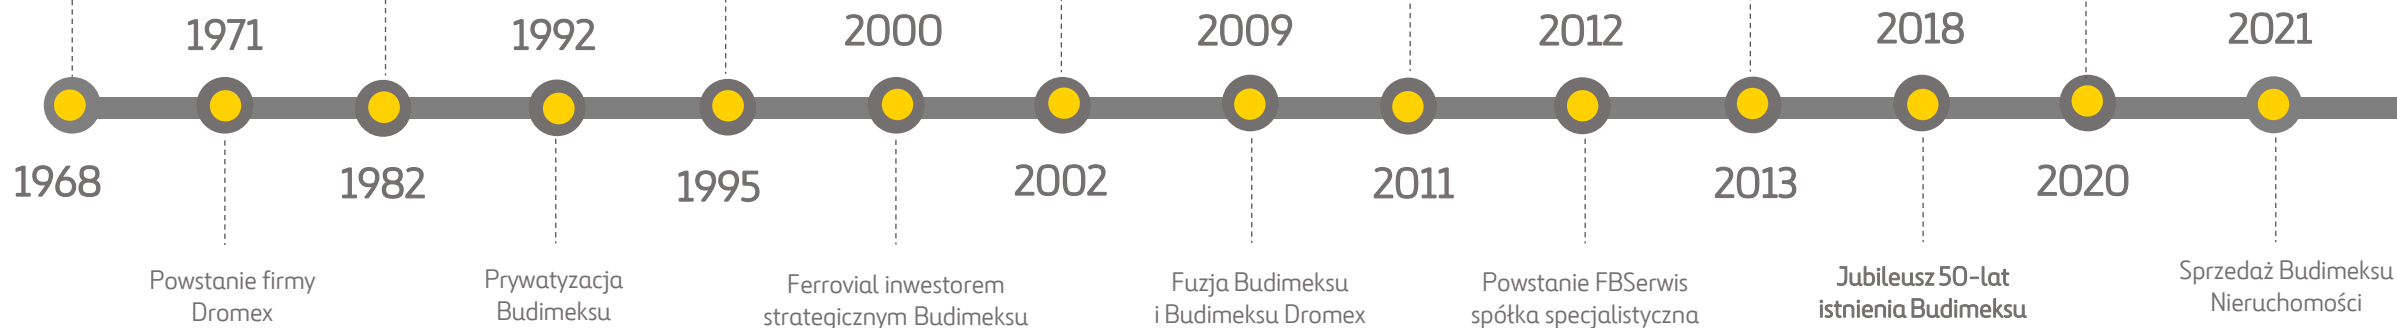 1971
1992
2000
2009
2012
2018
2021
1968
1982
1995
2002
2011
2013
2020
Powstanie firmy
Dromex
Prywatyzacja
Budimeksu
Ferrovial inwestorem
strategicznym Budimeksu
Fuzja Budimeksu
i Budimeksu Dromex
Powstanie FBSerwis
spółka specjalistyczna
Jubileusz 50-lat
istnienia Budimeksu
Sprzedaż Budimeksu
Nieruchomości